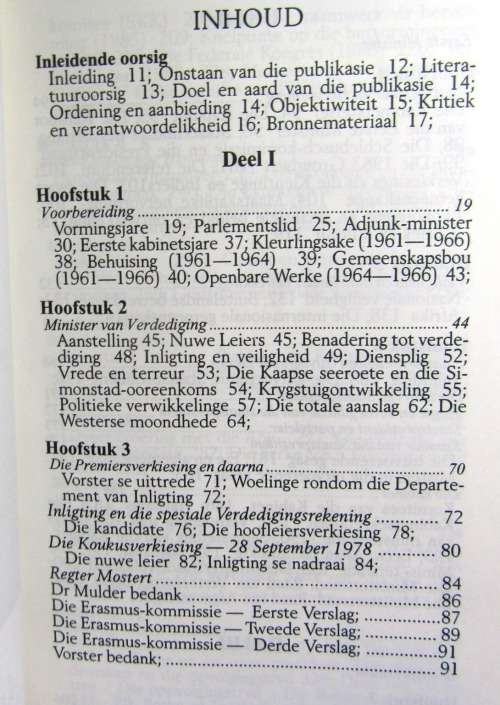 INHOUD
Inleidende oorsig
Inleiding 11; Onstaan van die publikasie 12; Litera-
tuuroorsig 13; Doel en aard van die publikasie 14;
Ordening en aanbieding 14; Objektiwiteit 15; Kritiek
en verantwoordelikheid 16; Bronnemateriaal 17;
Deel I
Hoofstuk 1
Voorbereiding ........ 19
Vormingsjare 19; Parlementslid 25; Adjunk-minister
30; Eerste kabinetsjare 37; Kleurlingsake (1961—1966)
38; Behuising (1961—1964) 39; Gemeenskapsbou
(1961—1966) 40; Openbare Werke (1964—1966) 43;
Hoofstuk 2
Minister van Verdediging ........ 44
Aanstelling 45; Nuwe Leiers 45; Benadering tot verde-
diging 48; Inligting en veiligheid 49; Diensplig 52;
Vrede en terreur 53; Die Kaapse seeroete en die Si-
monstad-ooreenkoms 54; Krygstuigontwikkeling 55;
Politieke verwikkelinge 57; Die totale aanslag 62; Die
Westerse moondhede 64;
Hoofstuk 3
Die Premiersverkiesing en daarna ........ 70
Vorster se uittrede 71; Woelinge rondom die Departe-
ment van Inligting 72;
Inligting en die spesiale Verdedigingsrekening ........ 72
Die kandidate 76; Die hoofleiersverkiesing 78;
Die Koukusverkiesing — 28 September 1978 ........ 80
Die nuwe leier 82; Inligting se nadraai 84;
Regter Mostert ........ 84
Dr Mulder bedank ........ 86
Die Erasmus-kommissie — Eerste Verslag; ........ 87
Die Erasmus-kommissie — Tweede Verslag; ........ 89
Die Erasmus-kommissie — Derde Verslag; ........ 91
Vorster bedank; ........ 91